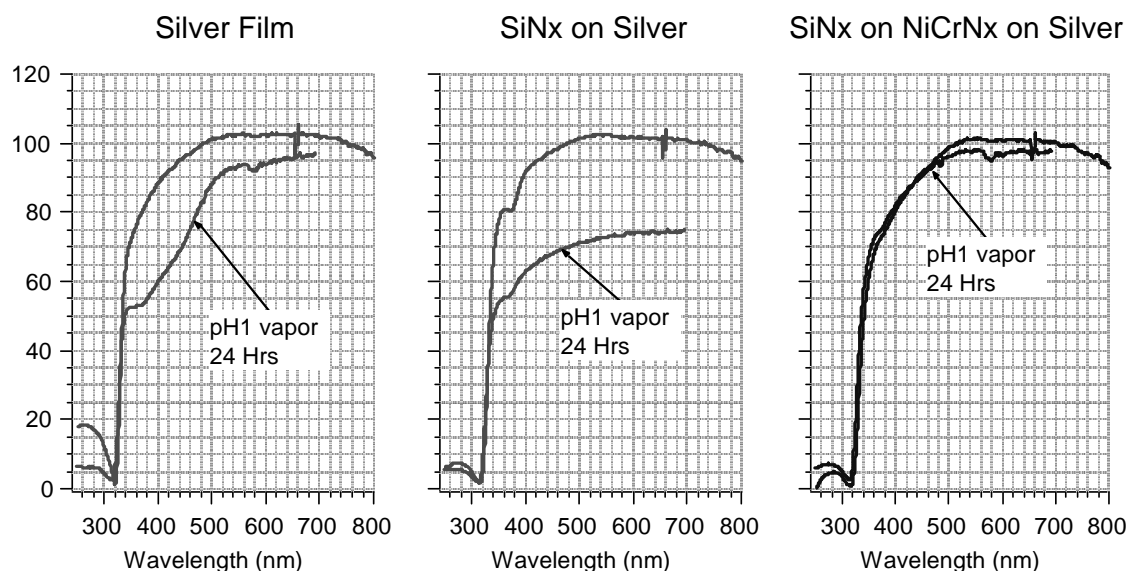 Silver Film
SiNx on Silver
SiNx on NiCrNx on Silver
120
100
80
60
40
20
0
pH1 vapor
24 Hrs
pH1 vapor
24 Hrs
pH1 vapor
24 Hrs
300 400 500 600 700 800
300 400 500 600 700 800
300 400 500 600 700 800
Wavelength (nm)
Wavelength (nm)
Wavelength (nm)